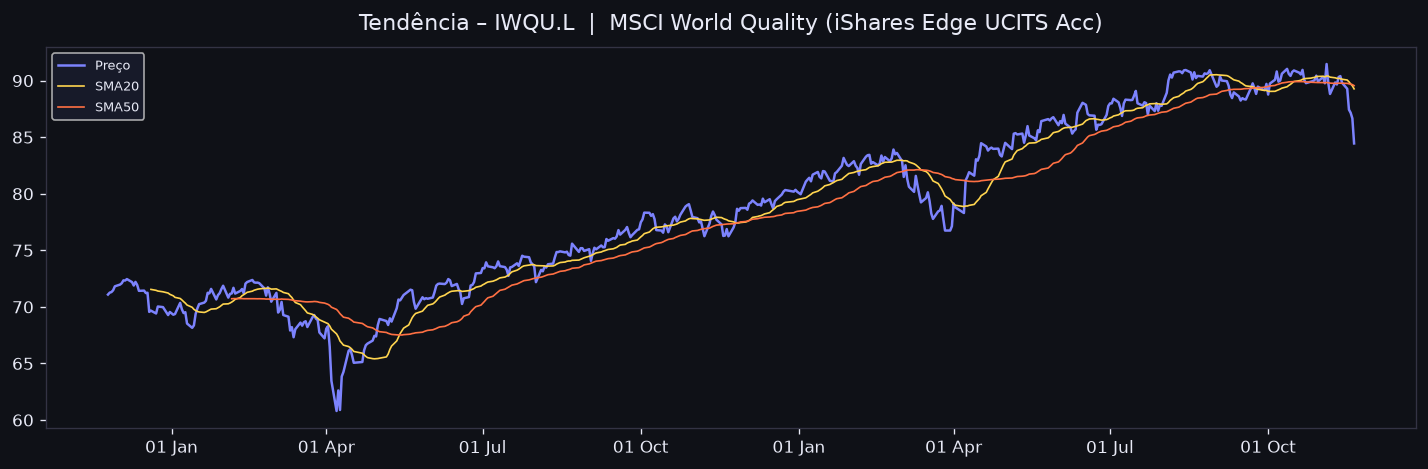 Tendência – IWQU.L | MSCI World Quality (iShares Edge UCITS Acc)
Preço
SMA20
SMA50
90
85
80
75
70
65
60
01 Jan
01 Apr
01 Jul
01 Oct
01 Jan
01 Apr
01 Jul
01 Oct